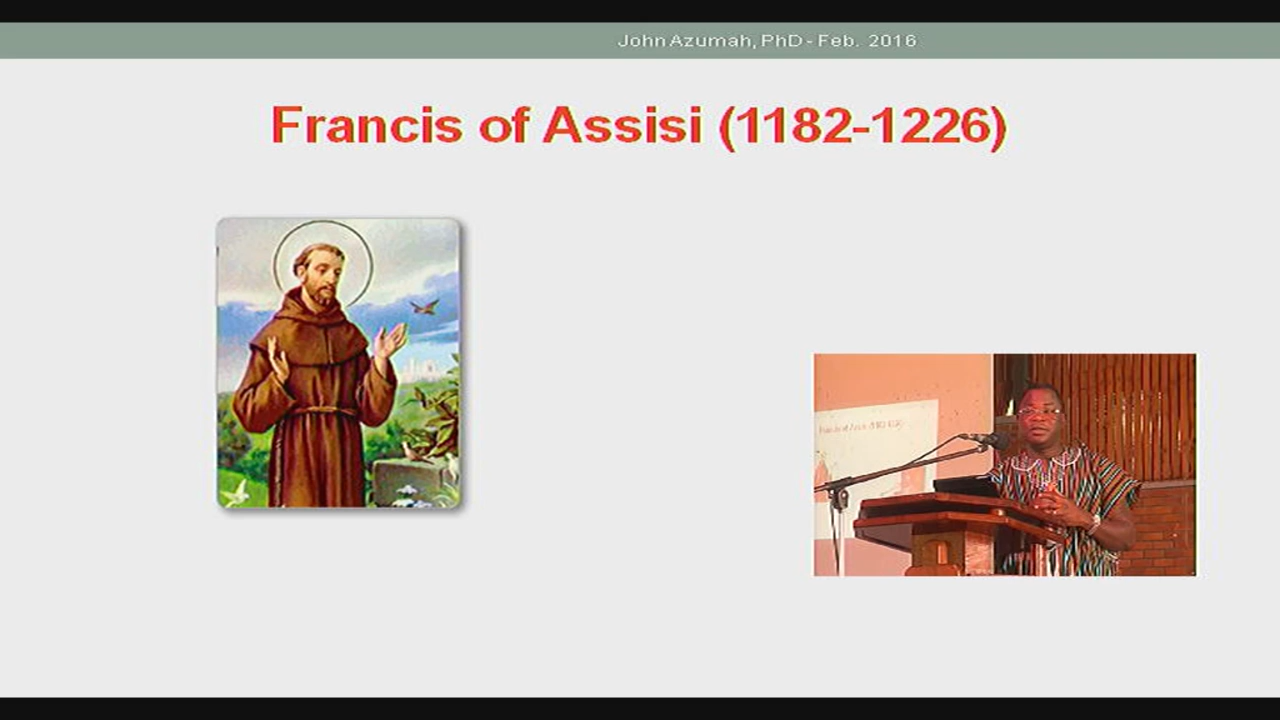 John Azumah, PhD - Feb. 2016
Francis of Assisi (1182-1226)